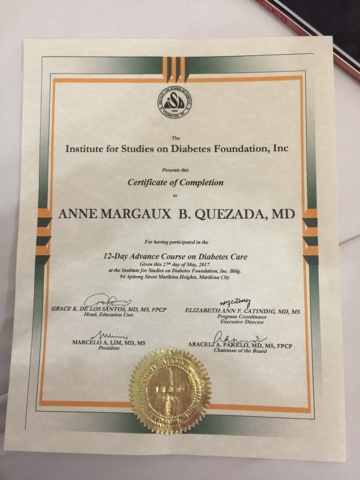 The
Institute for Studies on Diabetes Foundation, Inc
Presents this
Certificate of Completion
to
ANNE MARGAUX B. QUEZADA, MD
For having participated in the
12-Day Advance Course on Diabetes Care
Given this 27th day of May, 2017
at the Institute for Studies on Diabetes Foundation, Inc, Bldg.
94 Apitong Street Marikina Heights, Marikina City
GRACE K. DE LOS SANTOS, MD, MS, FPCP
Head, Education Unit
ELIZABETH ANN F. CATINDIG, MD, MS
Program Coordinator
Executive Director
MARCELO A. LIM, MD, MS
President
ARACELI A. PANELO, MD, MS, FPCP
Chairman of the Board